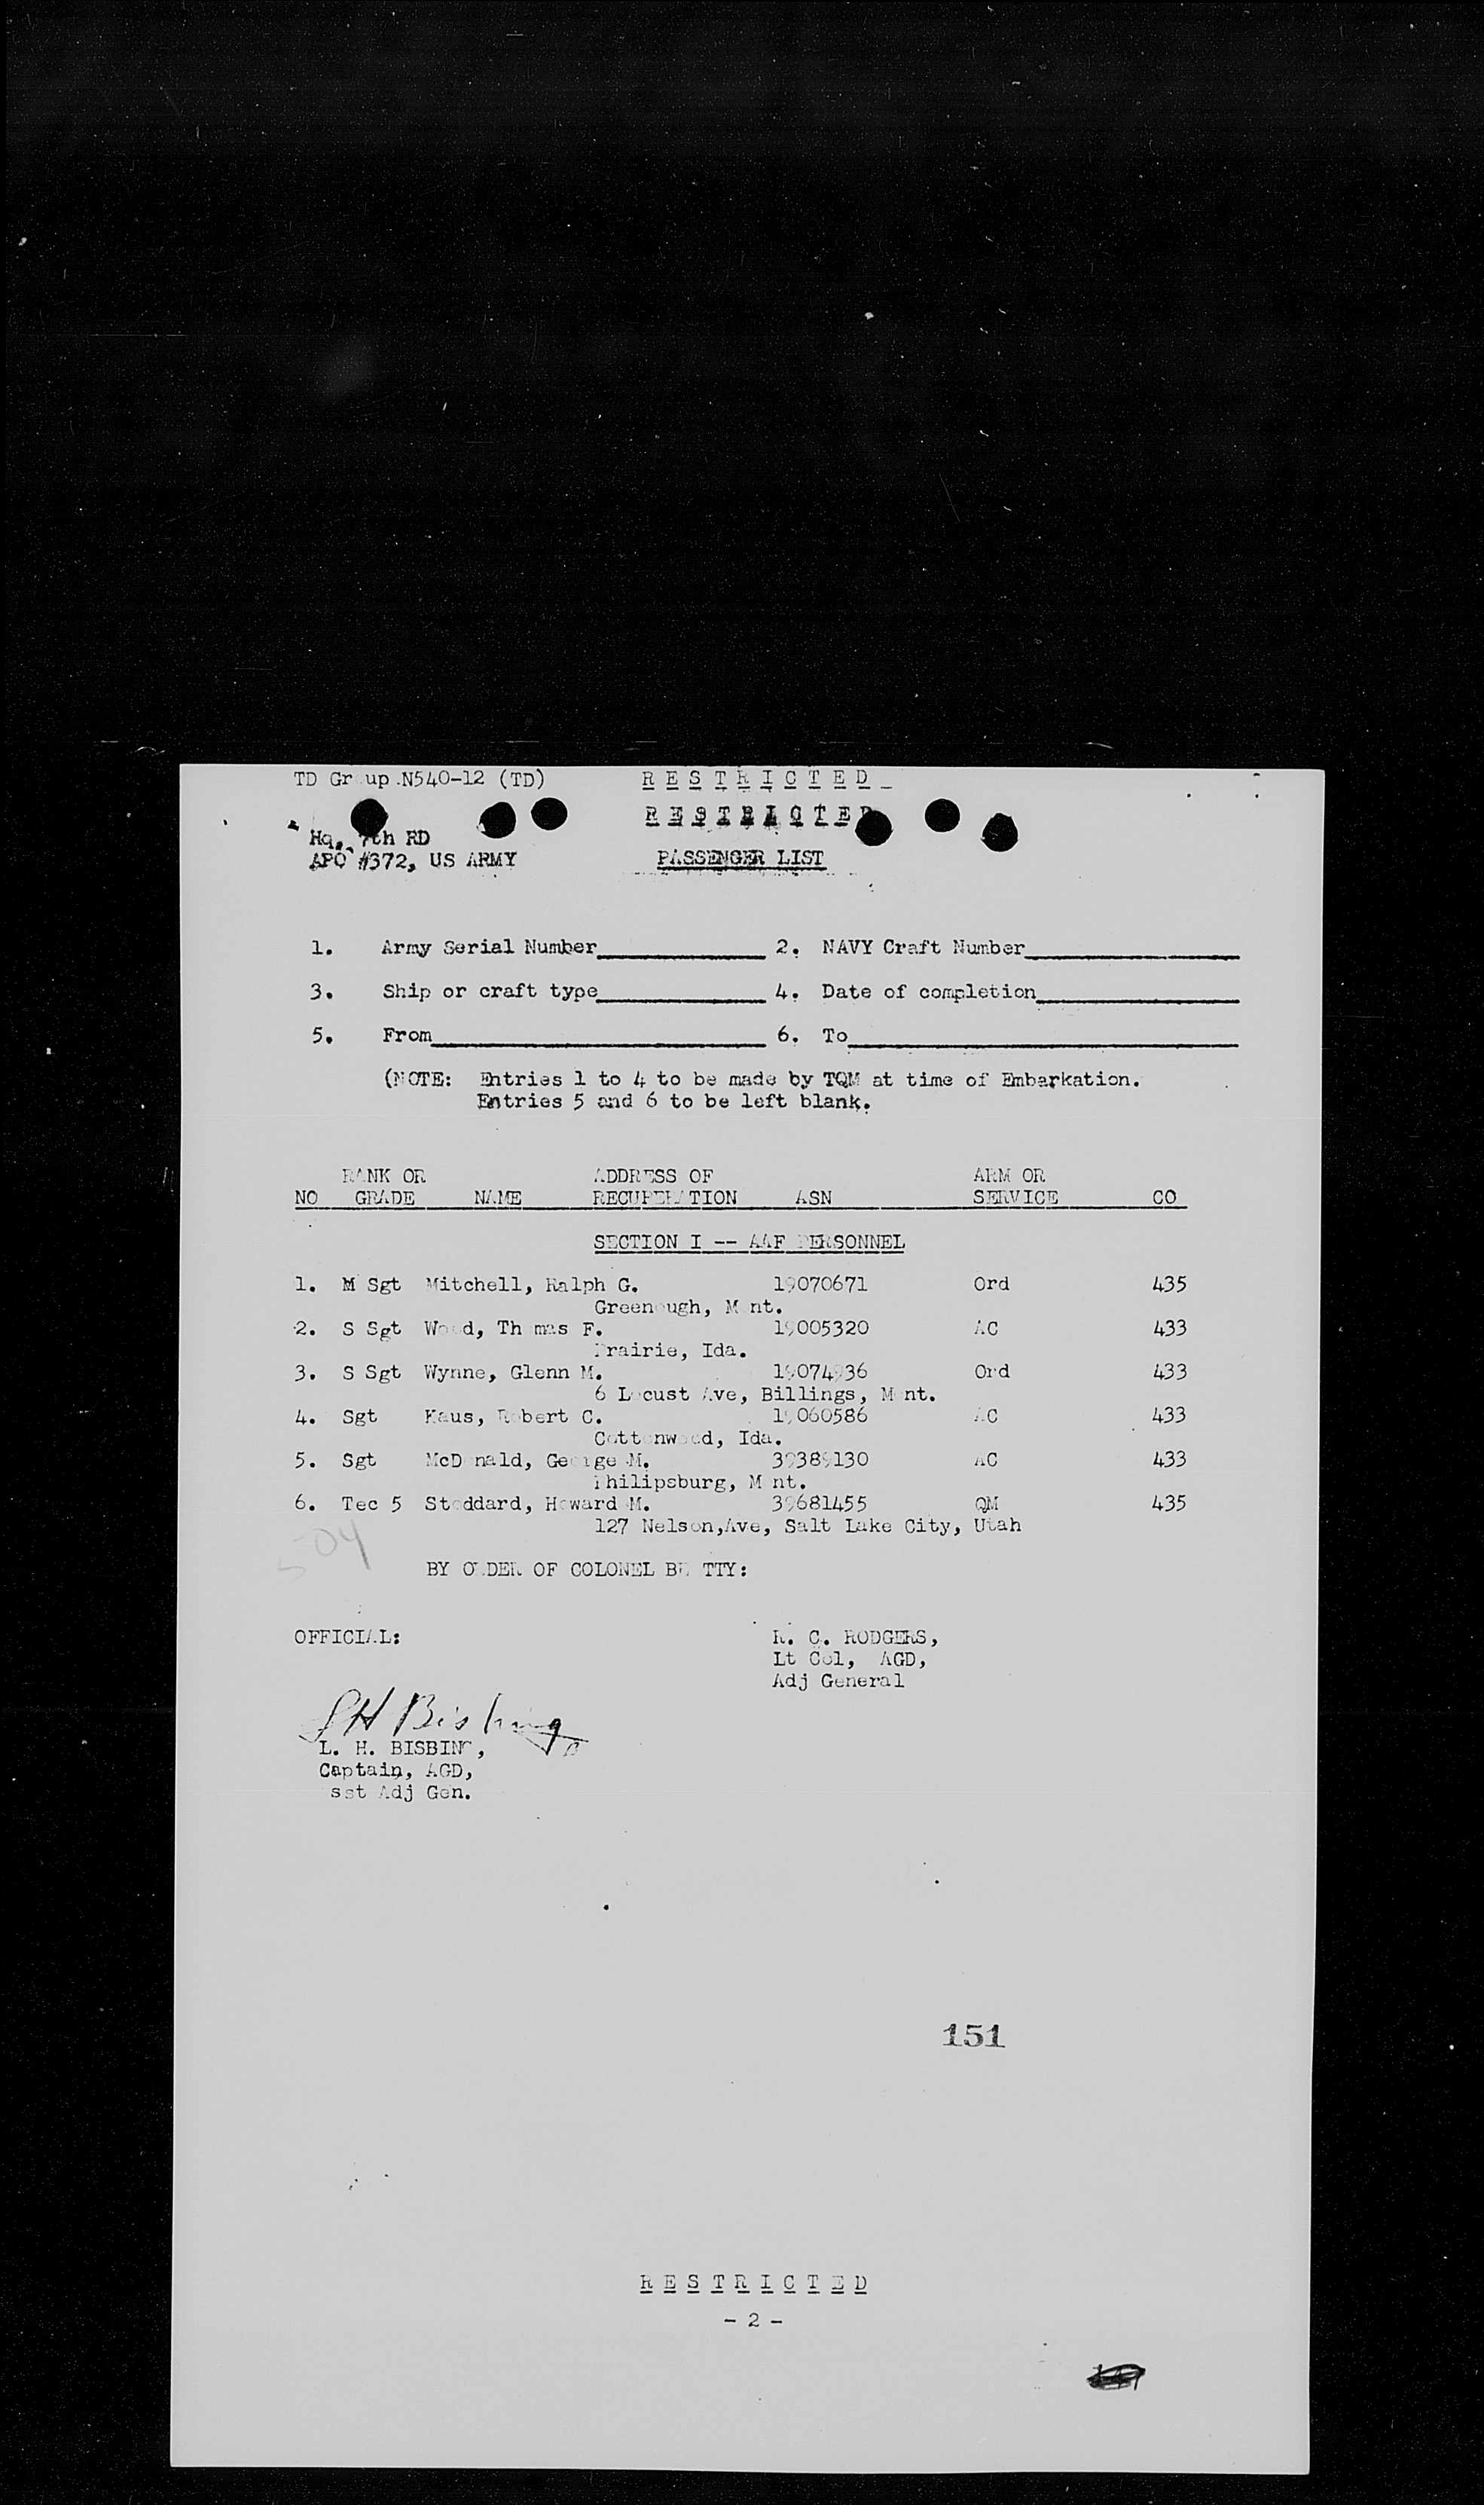 TD Group N540-12 (TD) R E S T R I C T E D
R E S T R I C T E D
Hq., 7th RD
APO #372, US ARMY PASSENGER LIST
1. Army Serial Number 2. NAVY Craft Number
3. Ship or craft type 4. Date of completion
5. From 6. To
(NOTE: Entries 1 to 4 to be made by TQM at time of Embarkation.
Entries 5 and 6 to be left blank.
RANK OR ADDRESS OF ARM OR
NO GRADE NAME RECUPERATION ASN SERVICE CO
SECTION I -- AAF PERSONNEL
1. M Sgt Mitchell, Ralph G. 19070671 Ord 435
Greenough, Mont.
2. S Sgt Wood, Thomas F. 19005320 AC 433
Prairie, Ida.
3. S Sgt Wynne, Glenn M. 19074936 Ord 433
6 Locust Ave, Billings, Mont.
4. Sgt Kaus, Robert C. 19060586 AC 433
Cottonwood, Ida.
5. Sgt McDonald, George M. 39389130 AC 433
Philipsburg, Mont.
6. Tec 5 Stoddard, Howard M. 39681455 QM 435
127 Nelson,Ave, Salt Lake City, Utah
504
BY ORDER OF COLONEL BEATTY:
OFFICIAL: R. C. RODGERS,
Lt Col, AGD,
Adj General
LH Bisbing
L. H. BISBING,
Captain, AGD,
Asst Adj Gen.
151
R E S T R I C T E D
- 2 -